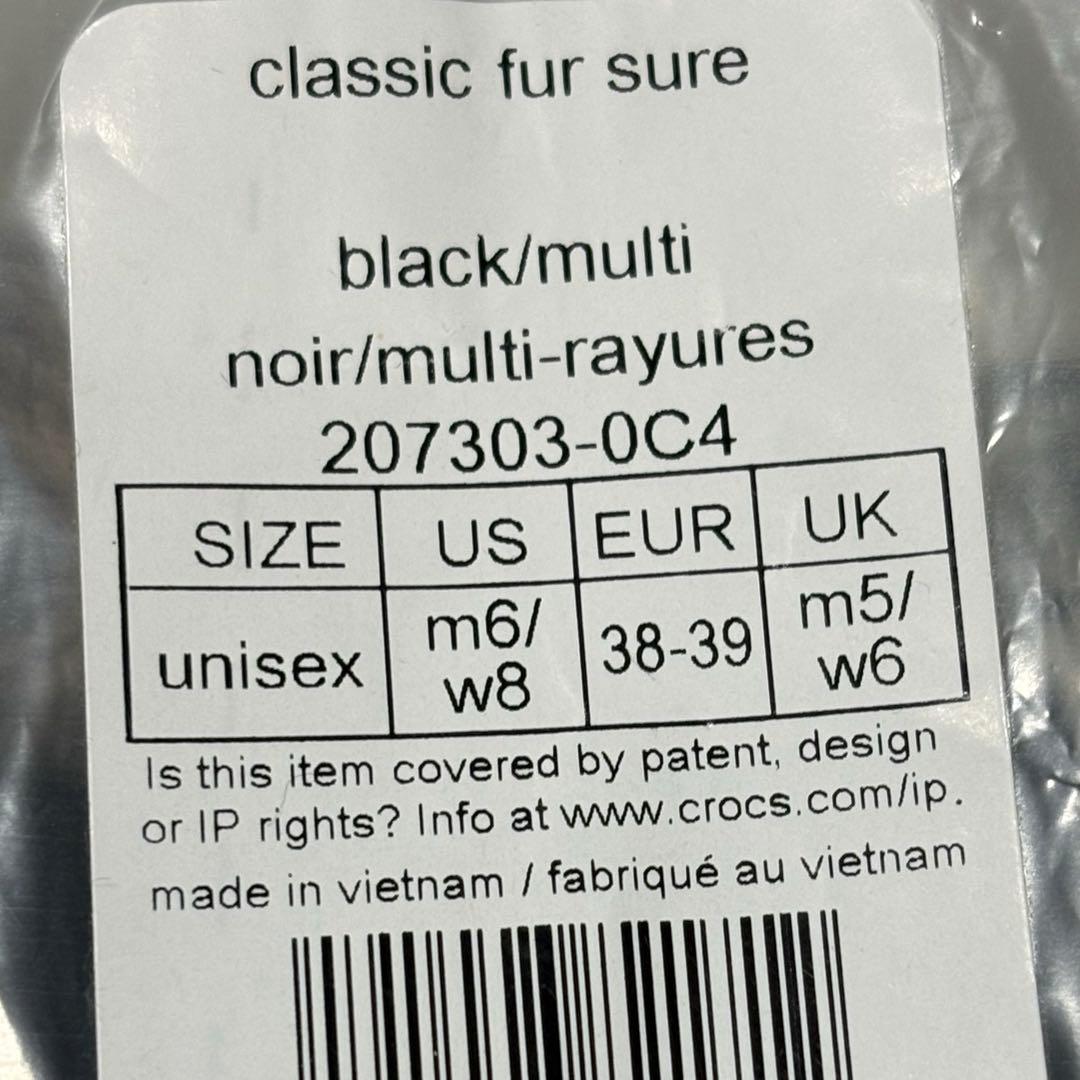 classic fur sure
black/multi
noir/multi-rayures
207303-0C4
SIZE US EUR UK
unisex m6/ w8 38-39 m5/ w6
Is this item covered by patent, design
or IP rights? Info at www.crocs.com/ip.
made in vietnam / fabriqué au vietnam